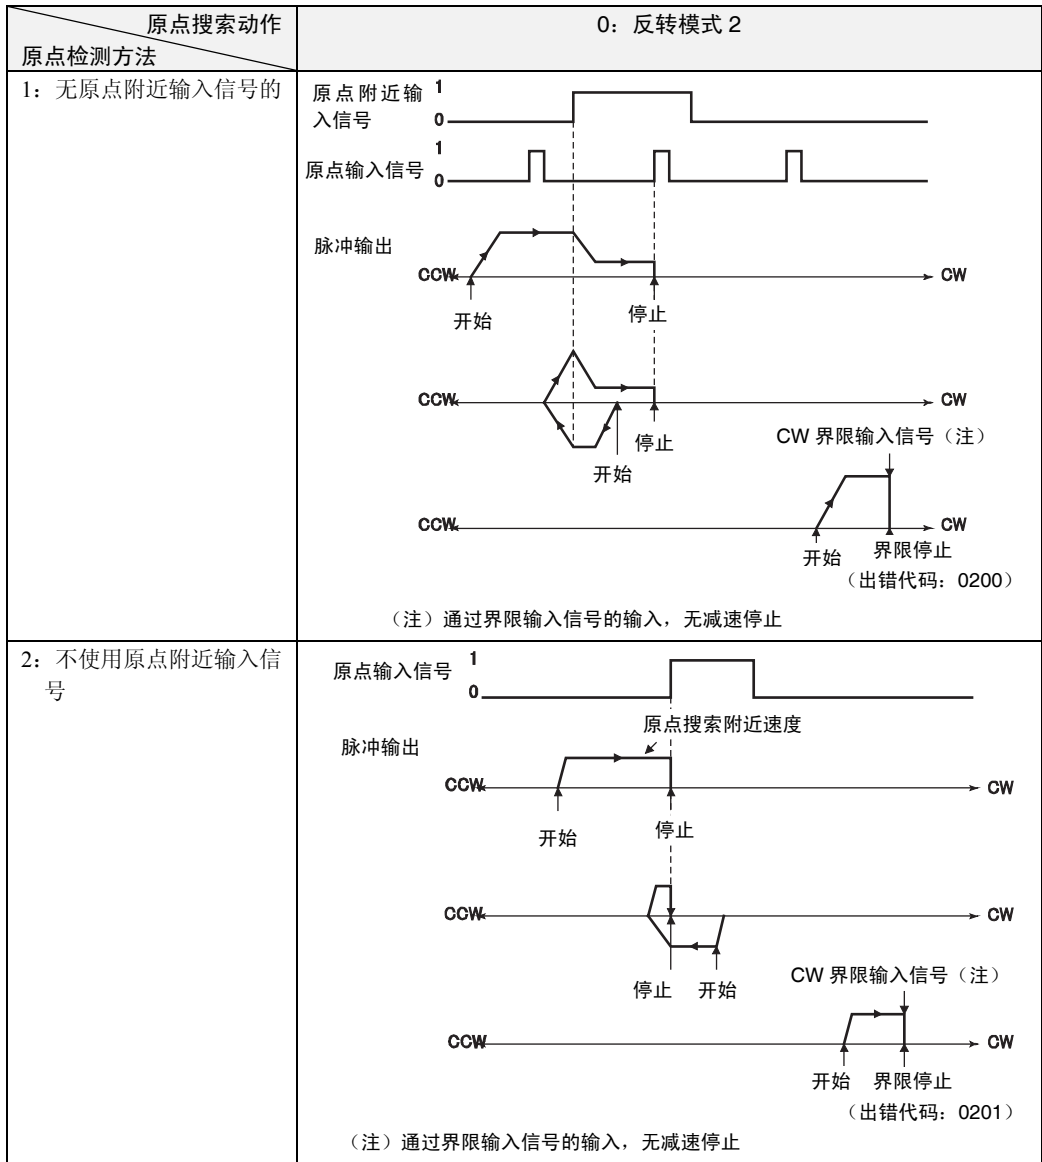 原点搜索动作
原点检测方法
0：反转模式 2
1：无原点附近输入信号的
原点附近输
入信号
1
0
原点输入信号
1
0
脉冲输出
CCW
CW
开始
停止
CCW
CW
停止
开始
CW 界限输入信号（注）
CCW
CW
开始
界限停止
（出错代码：0200）
（注）通过界限输入信号的输入，无减速停止
2：不使用原点附近输入信
号
原点输入信号
1
0
原点搜索附近速度
脉冲输出
CCW
CW
开始
停止
CCW
CW
停止
开始
CW 界限输入信号（注）
CCW
CW
开始
界限停止
（出错代码：0201）
（注）通过界限输入信号的输入，无减速停止